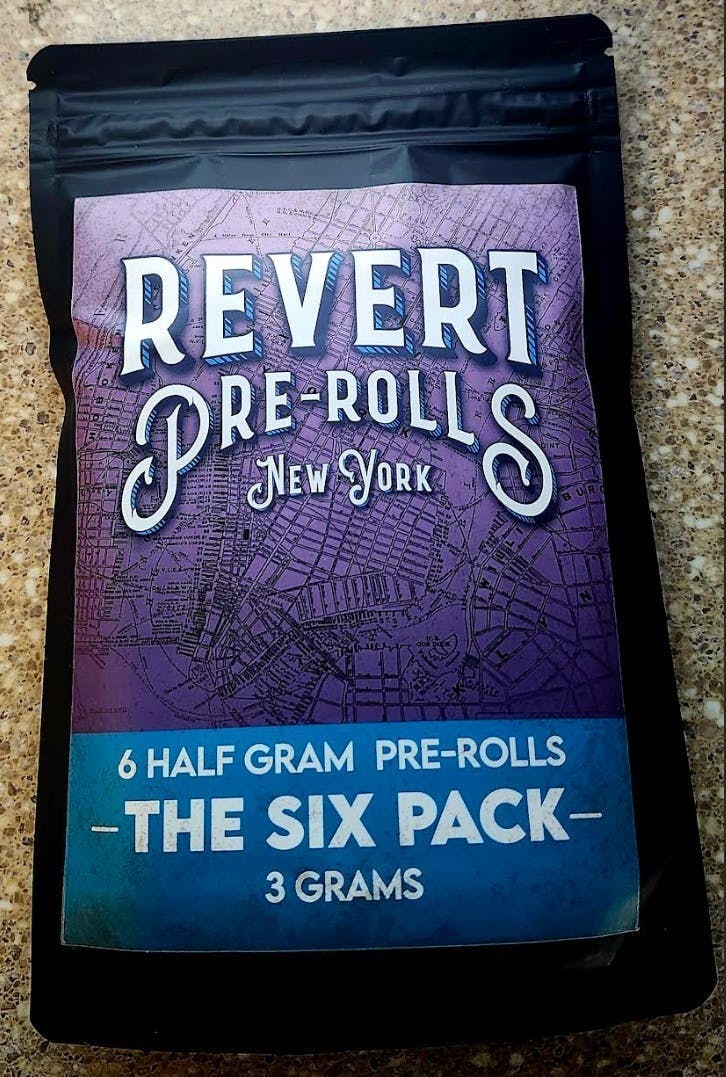 REVERT
PRE-ROLLS
NEW YORK
6 HALF GRAM PRE-ROLLS
-THE SIX PACK-
3 GRAMS